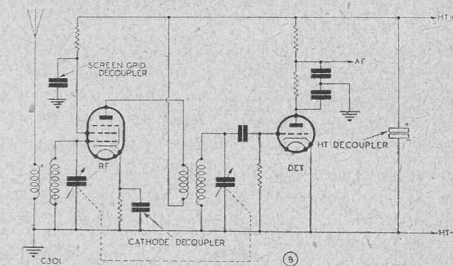 HT+
SCREEN GRID
DECOUPLER
AF
RF
DET
HT DECOUPLER
+
CATHODE DECOUPLER
HT-
C301
B